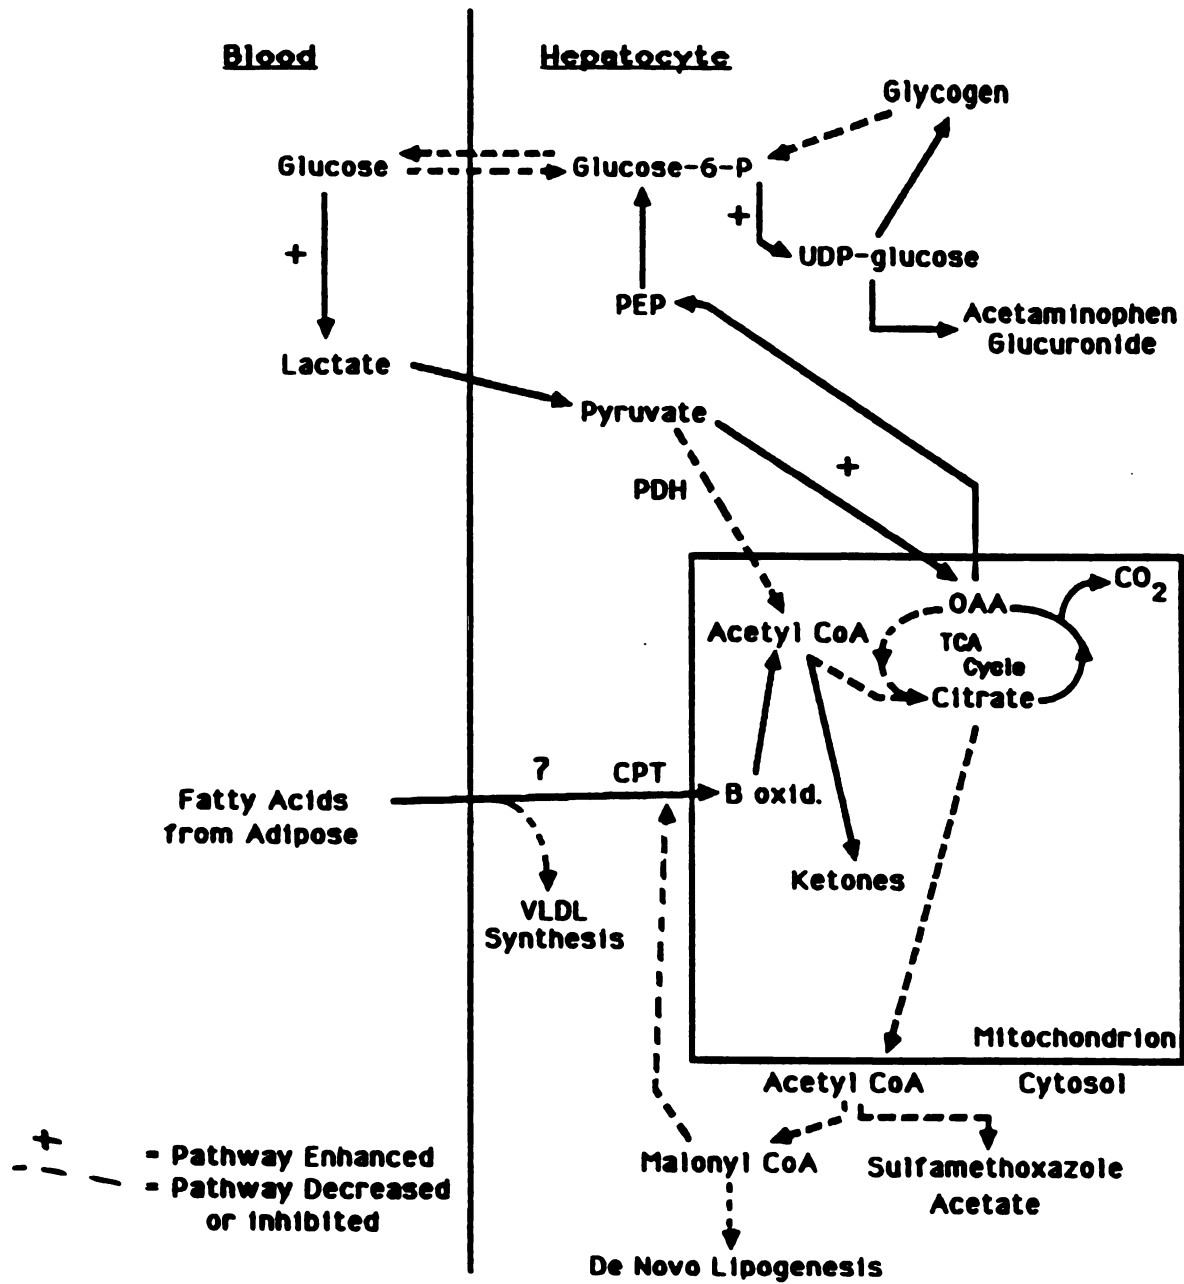 Blood
Hepatocyte
Glycogen
Glucose
Glucose-6-P
+
+
UDP-glucose
PEP
Acetaminophen
Glucuronide
Lactate
Pyruvate
+
PDH
CO2
OAA
Acetyl CoA
TCA
Cycle
Citrate
?
CPT
Fatty Acids
from Adipose
B oxid.
Ketones
VLDL
Synthesis
Mitochondrion
Acetyl CoA
Cytosol
+
= Pathway Enhanced
= Pathway Decreased
or Inhibited
Malonyl CoA
Sulfamethoxazole
Acetate
De Novo Lipogenesis